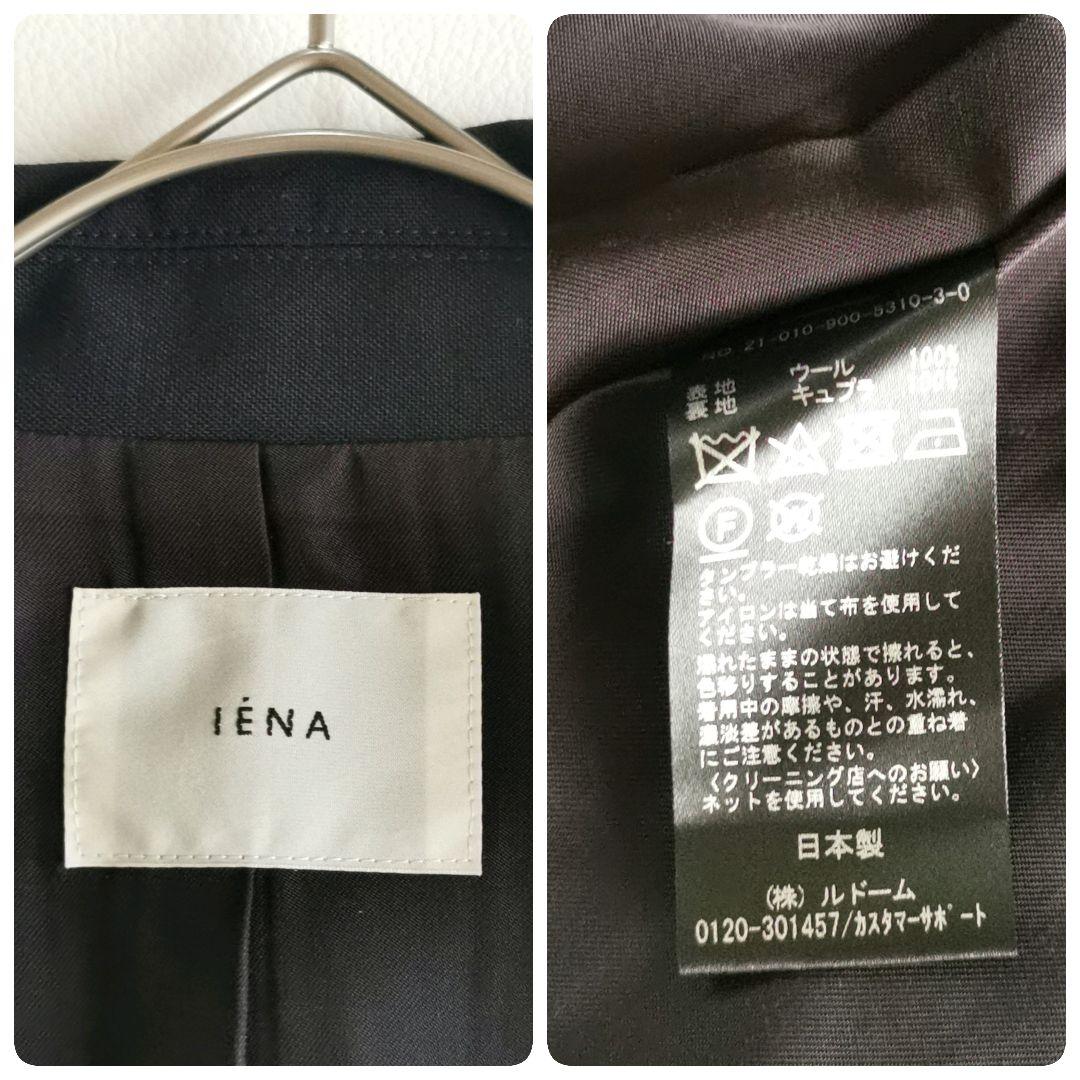 IÉNA
NO 21-010-900-5310-3-0
表地 ウール 100%
裏地 キュプラ 100%
F
タンブラー乾燥はお避けくだ
さい。
アイロンは当て布を使用して
ください。
濡れたままの状態で擦れると、
色移りすることがあります。
着用中の摩擦や、汗、水濡れ、
濃淡差があるものとの重ね着
にご注意ください。
〈クリーニング店へのお願い〉
ネットを使用してください。
日本製
(株) ルドーム
0120-301457/ｶｽﾀﾏｰｻﾎﾟｰﾄ